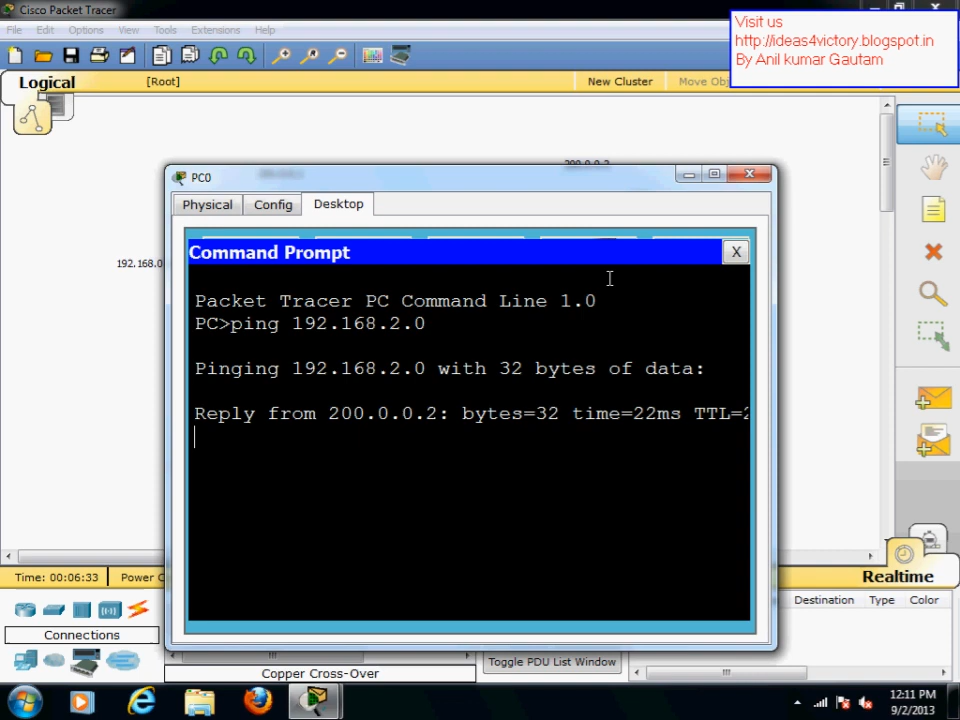 Cisco Packet Tracer
File Edit Options View Tools Extensions Help
Visit us
http://ideas4victory.blogspot.in
By Anil kumar Gautam
Logical [Root] New Cluster Move Obj
200.0.0.2
PC0
Physical Config Desktop
192.168.0
Command Prompt X
Packet Tracer PC Command Line 1.0
PC>ping 192.168.2.0
Pinging 192.168.2.0 with 32 bytes of data:
Reply from 200.0.0.2: bytes=32 time=22ms TTL=2
Time: 00:06:33 Power C Realtime
Destination Type Color
Connections
Toggle PDU List Window
Copper Cross-Over
12:11 PM
9/2/2013